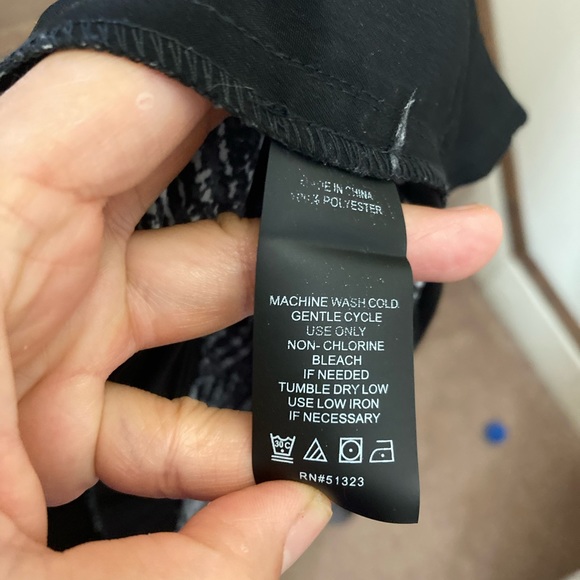 MADE IN CHINA
100% POLYESTER
MACHINE WASH COLD
GENTLE CYCLE
USE ONLY
NON- CHLORINE
BLEACH
IF NEEDED
TUMBLE DRY LOW
USE LOW IRON
IF NECESSARY
30°C
RN#51323